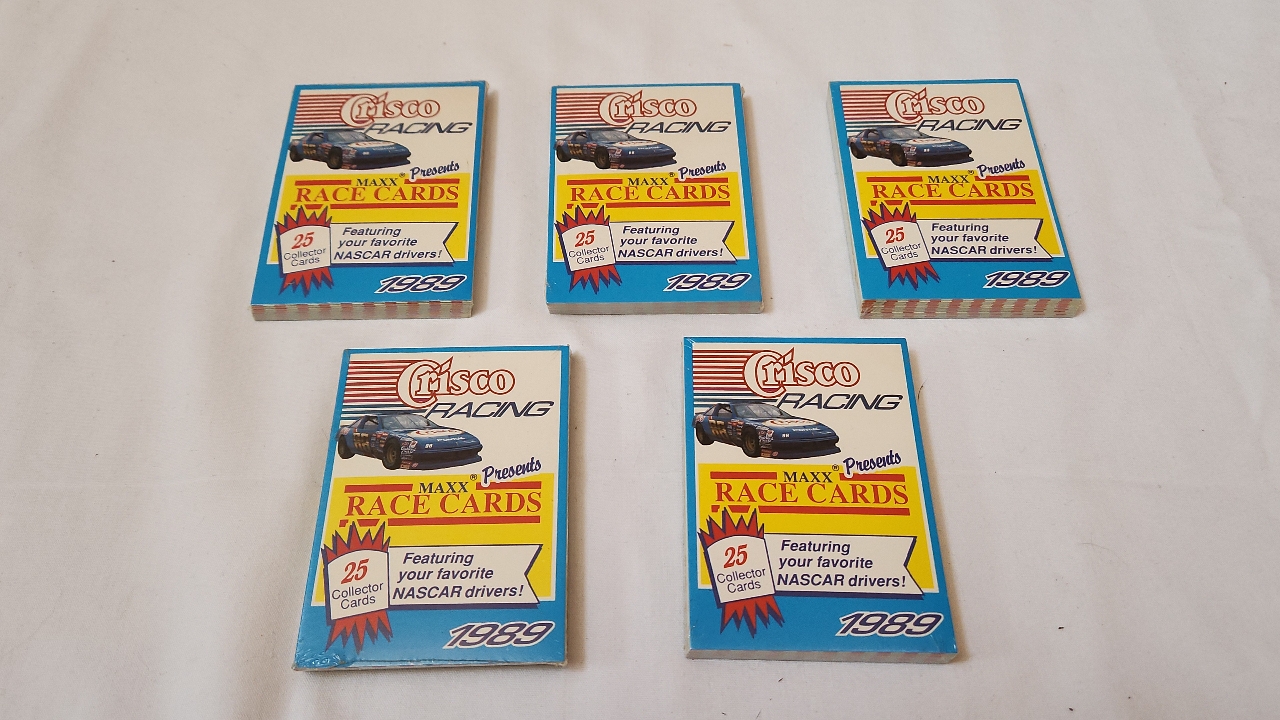 Crisco
RACING
Presents
MAXX®
RACE CARDS
25
Collector
Cards
Featuring
your favorite
NASCAR drivers!
1989
Crisco
RACING
Presents
MAXX®
RACE CARDS
25
Collector
Cards
Featuring
your favorite
NASCAR drivers!
1989
Crisco
RACING
Presents
MAXX®
RACE CARDS
25
Collector
Cards
Featuring
your favorite
NASCAR drivers!
1989
Crisco
RACING
Presents
MAXX®
RACE CARDS
25
Collector
Cards
Featuring
your favorite
NASCAR drivers!
1989
Crisco
RACING
Presents
MAXX®
RACE CARDS
25
Collector
Cards
Featuring
your favorite
NASCAR drivers!
1989